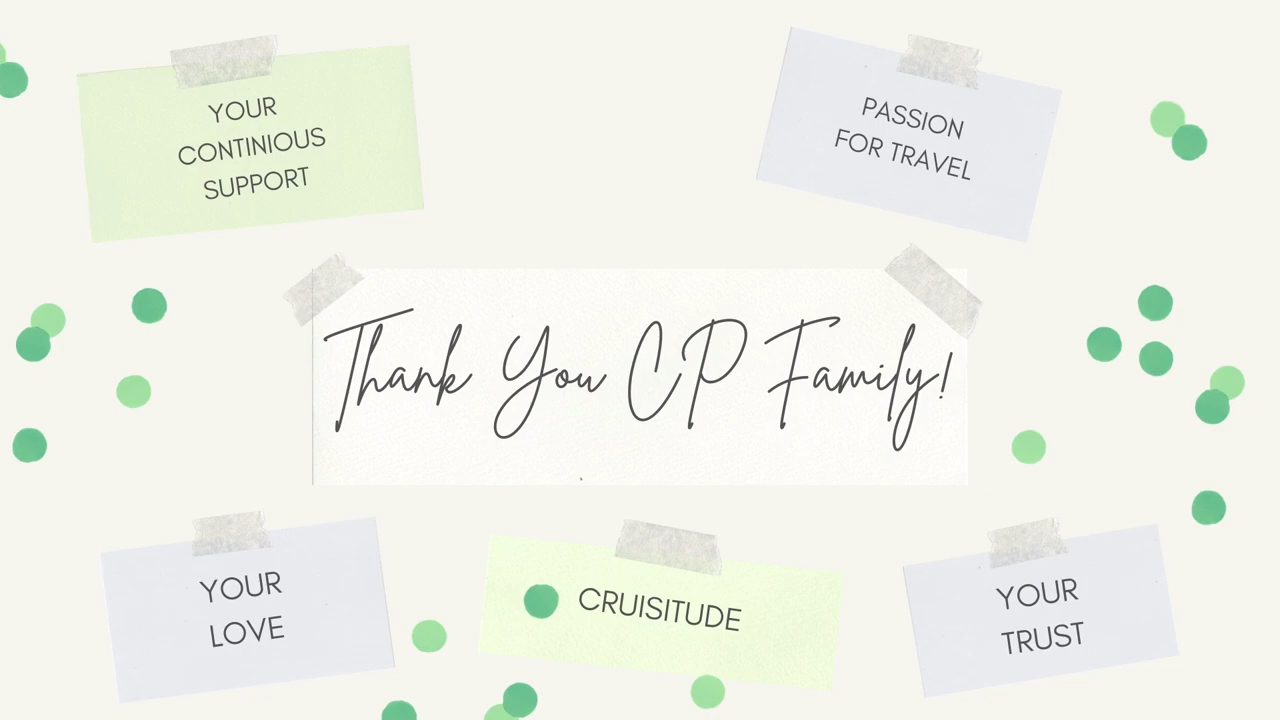 YOUR
CONTINIOUS
SUPPORT
PASSION
FOR TRAVEL
Thank You CP Family!
YOUR
LOVE
CRUISITUDE
YOUR
TRUST